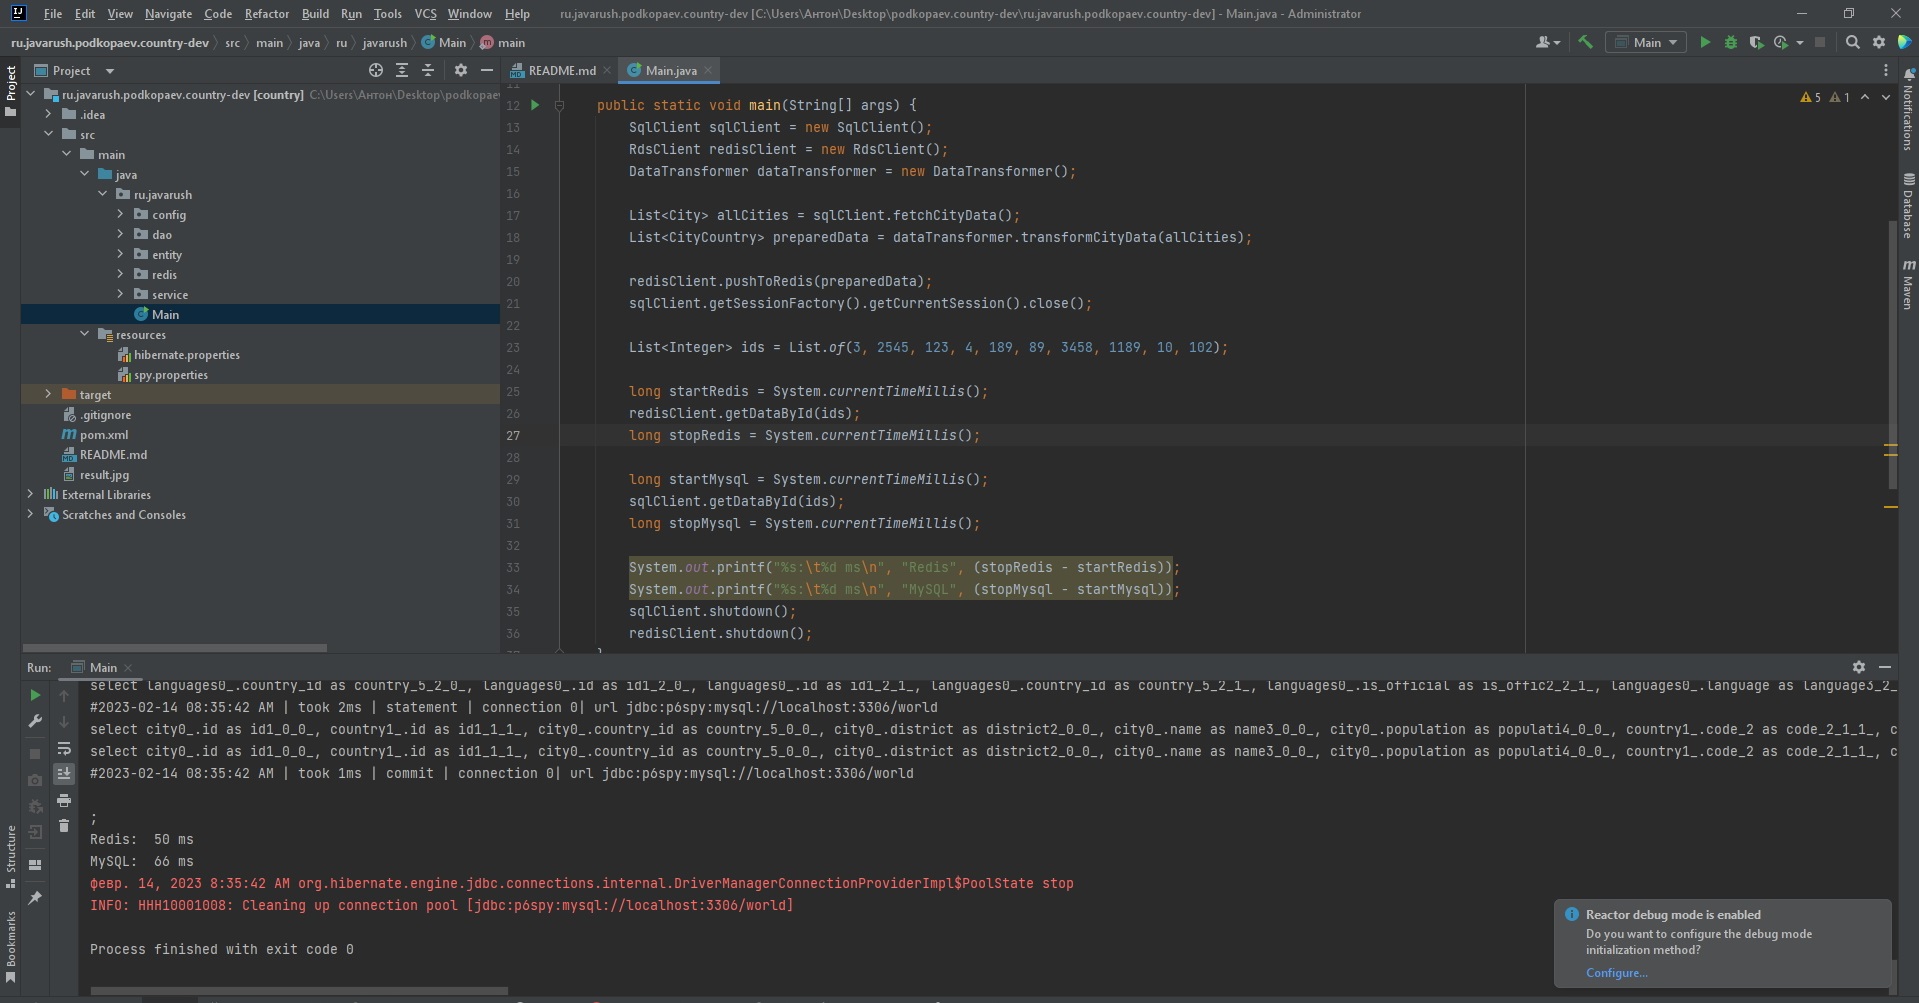 File Edit View Navigate Code Refactor Build Run Tools VCS Window Help
ru.javarush.podkopaev.country-dev [C:\Users\Антон\Desktop\podkopaev.country-dev\ru.javarush.podkopaev.country-dev] - Main.java - Administrator
ru.javarush.podkopaev.country-dev src main java ru javarush Main main
Main
Project
README.md
Main.java
Project
ru.javarush.podkopaev.country-dev [country] C:\Users\Антон\Desktop\podkopaev
.idea
src
main
java
ru.javarush
config
dao
entity
redis
service
Main
resources
hibernate.properties
spy.properties
target
.gitignore
pom.xml
README.md
result.jpg
External Libraries
Scratches and Consoles
5 1
11
12 public static void main(String[] args) {
13 SqlClient sqlClient = new SqlClient();
14 RdsClient redisClient = new RdsClient();
15 DataTransformer dataTransformer = new DataTransformer();
16
17 List<City> allCities = sqlClient.fetchCityData();
18 List<CityCountry> preparedData = dataTransformer.transformCityData(allCities);
19
20 redisClient.pushToRedis(preparedData);
21 sqlClient.getSessionFactory().getCurrentSession().close();
22
23 List<Integer> ids = List.of(3, 2545, 123, 4, 189, 89, 3458, 1189, 10, 102);
24
25 long startRedis = System.currentTimeMillis();
26 redisClient.getDataById(ids);
27 long stopRedis = System.currentTimeMillis();
28
29 long startMysql = System.currentTimeMillis();
30 sqlClient.getDataById(ids);
31 long stopMysql = System.currentTimeMillis();
32
33 System.out.printf("%s:\t%d ms\n", "Redis", (stopRedis - startRedis));
34 System.out.printf("%s:\t%d ms\n", "MySQL", (stopMysql - startMysql));
35 sqlClient.shutdown();
36 redisClient.shutdown();
Notifications
Database
Maven
Run: Main
select languages0_.country_id as country_5_2_0_, languages0_.id as id1_2_0_, languages0_.id as id1_2_1_, languages0_.country_id as country_5_2_1_, languages0_.is_official as is_offic2_2_1_, languages0_.language as language3_2_
#2023-02-14 08:35:42 AM | took 2ms | statement | connection 0| url jdbc:p6spy:mysql://localhost:3306/world
select city0_.id as id1_0_0_, country1_.id as id1_1_1_, city0_.country_id as country_5_0_0_, city0_.district as district2_0_0_, city0_.name as name3_0_0_, city0_.population as populati4_0_0_, country1_.code_2 as code_2_1_1_, c
select city0_.id as id1_0_0_, country1_.id as id1_1_1_, city0_.country_id as country_5_0_0_, city0_.district as district2_0_0_, city0_.name as name3_0_0_, city0_.population as populati4_0_0_, country1_.code_2 as code_2_1_1_, c
#2023-02-14 08:35:42 AM | took 1ms | commit | connection 0| url jdbc:p6spy:mysql://localhost:3306/world
;
Redis: 50 ms
MySQL: 66 ms
февр. 14, 2023 8:35:42 AM org.hibernate.engine.jdbc.connections.internal.DriverManagerConnectionProviderImpl$PoolState stop
INFO: HHH10001008: Cleaning up connection pool [jdbc:p6spy:mysql://localhost:3306/world]
Process finished with exit code 0
Structure
Bookmarks
Reactor debug mode is enabled
Do you want to configure the debug mode
initialization method?
Configure...